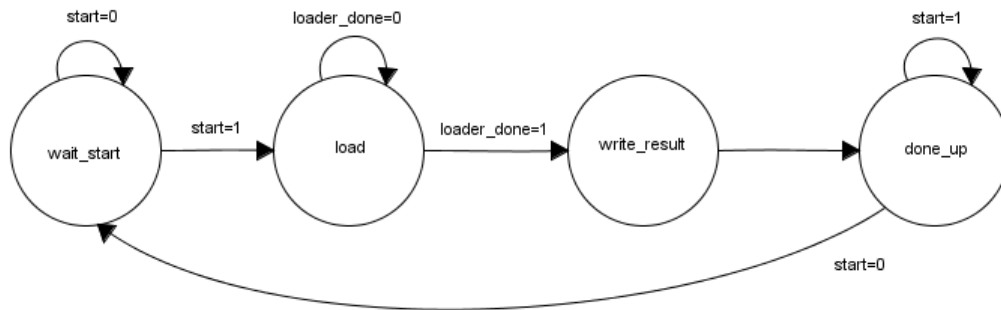 start=0
loader_done=0
start=1
wait_start
start=1
load
loader_done=1
write_result
done_up
start=0